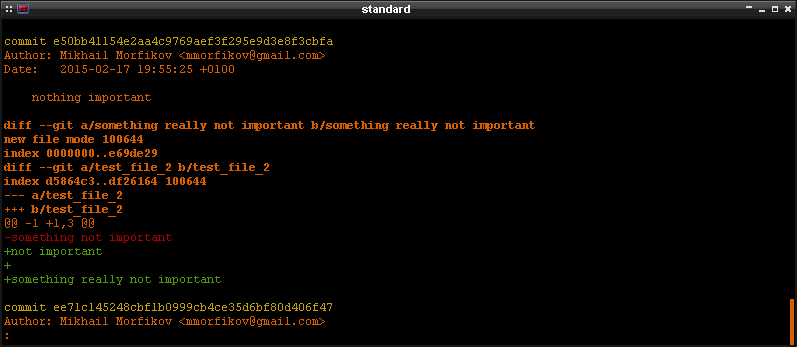 standard
commit e50bb41154e2aa4c9769aef3f295e9d3e8f3cbfa
Author: Mikhail Morfikov <mmorfikov@gmail.com>
Date:   2015-02-17 19:55:25 +0100
    nothing important
diff --git a/something really not important b/something really not important
new file mode 100644
index 0000000..e69de29
diff --git a/test_file_2 b/test_file_2
index d5864c3..df26164 100644
--- a/test_file_2
+++ b/test_file_2
@@ -1 +1,3 @@
-something not important
+not important
+
+something really not important
commit ee71c145248cbf1b0999cb4ce35d6bf80d406f47
Author: Mikhail Morfikov <mmorfikov@gmail.com>
: